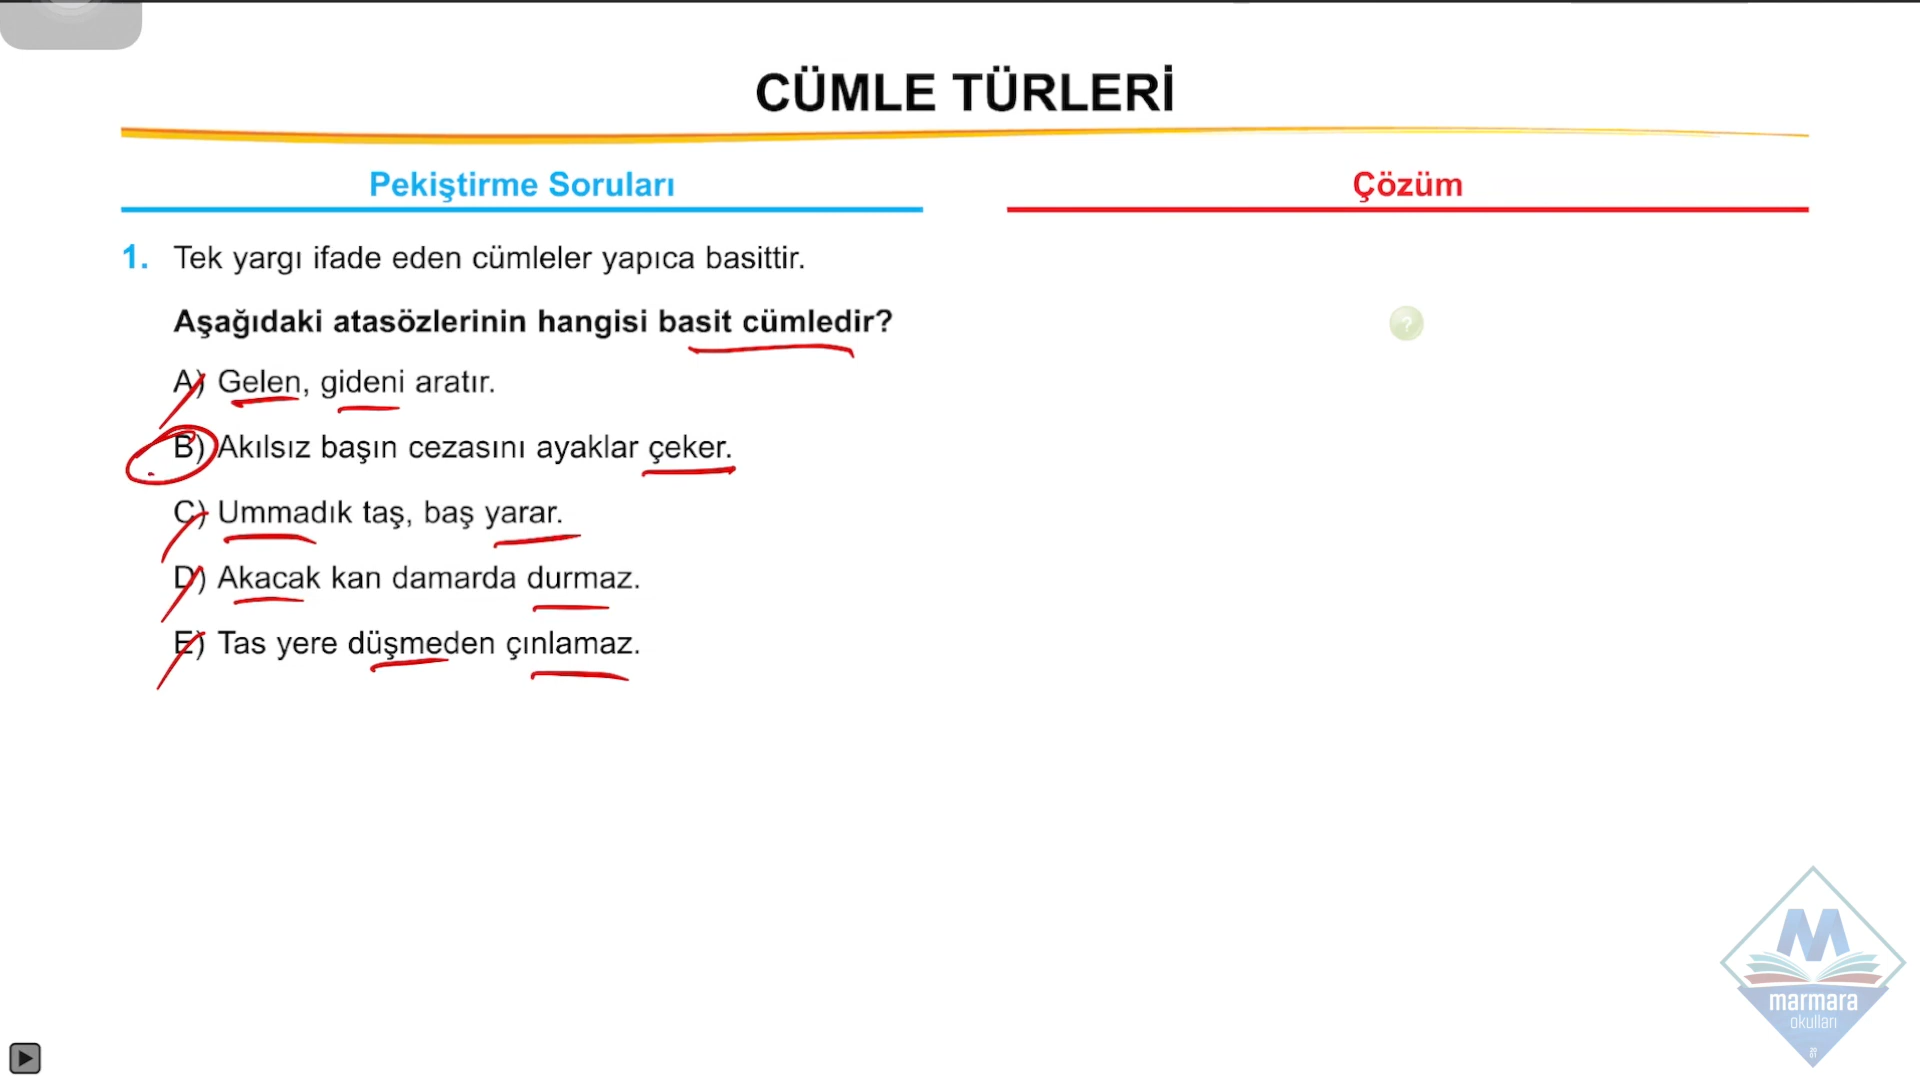 CÜMLE TÜRLERİ
Pekiştirme Soruları
Çözüm
1. Tek yargı ifade eden cümleler yapıca basittir.
Aşağıdaki atasözlerinin hangisi basit cümledir?
?
A) Gelen, gideni aratır.
B) Akılsız başın cezasını ayaklar çeker.
C) Ummadık taş, baş yarar.
D) Akacak kan damarda durmaz.
E) Tas yere düşmeden çınlamaz.
M
marmara
okulları